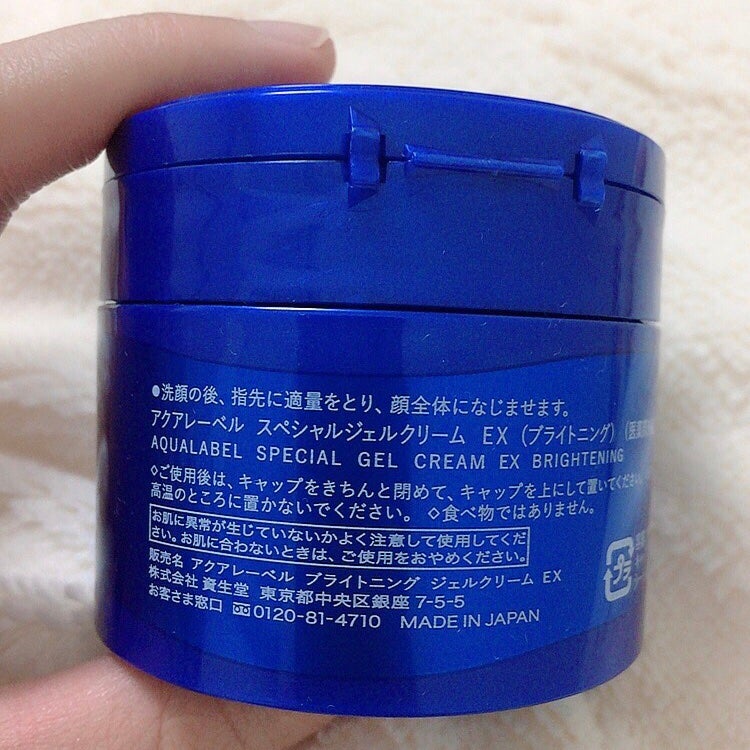 ●洗顔の後、指先に適量をとり、顔全体になじませます。
アクアレーベル スペシャルジェルクリーム EX (ブライトニング) (医薬部
AQUALABEL SPECIAL GEL CREAM EX BRIGHTENING
◇ご使用後は、キャップをきちんと閉めて、キャップを上にして置いてください。
高温のところに置かないでください。 ◇食べ物ではありません。
お肌に異常が生じていないかよく注意して使用してくだ
さい。お肌に合わないときは、ご使用をおやめください。
販売名 アクアレーベル ブライトニング ジェルクリーム EX
株式会社 資生堂 東京都中央区銀座 7-5-5
お客さま窓口 0120-81-4710 MADE IN JAPAN
プラ